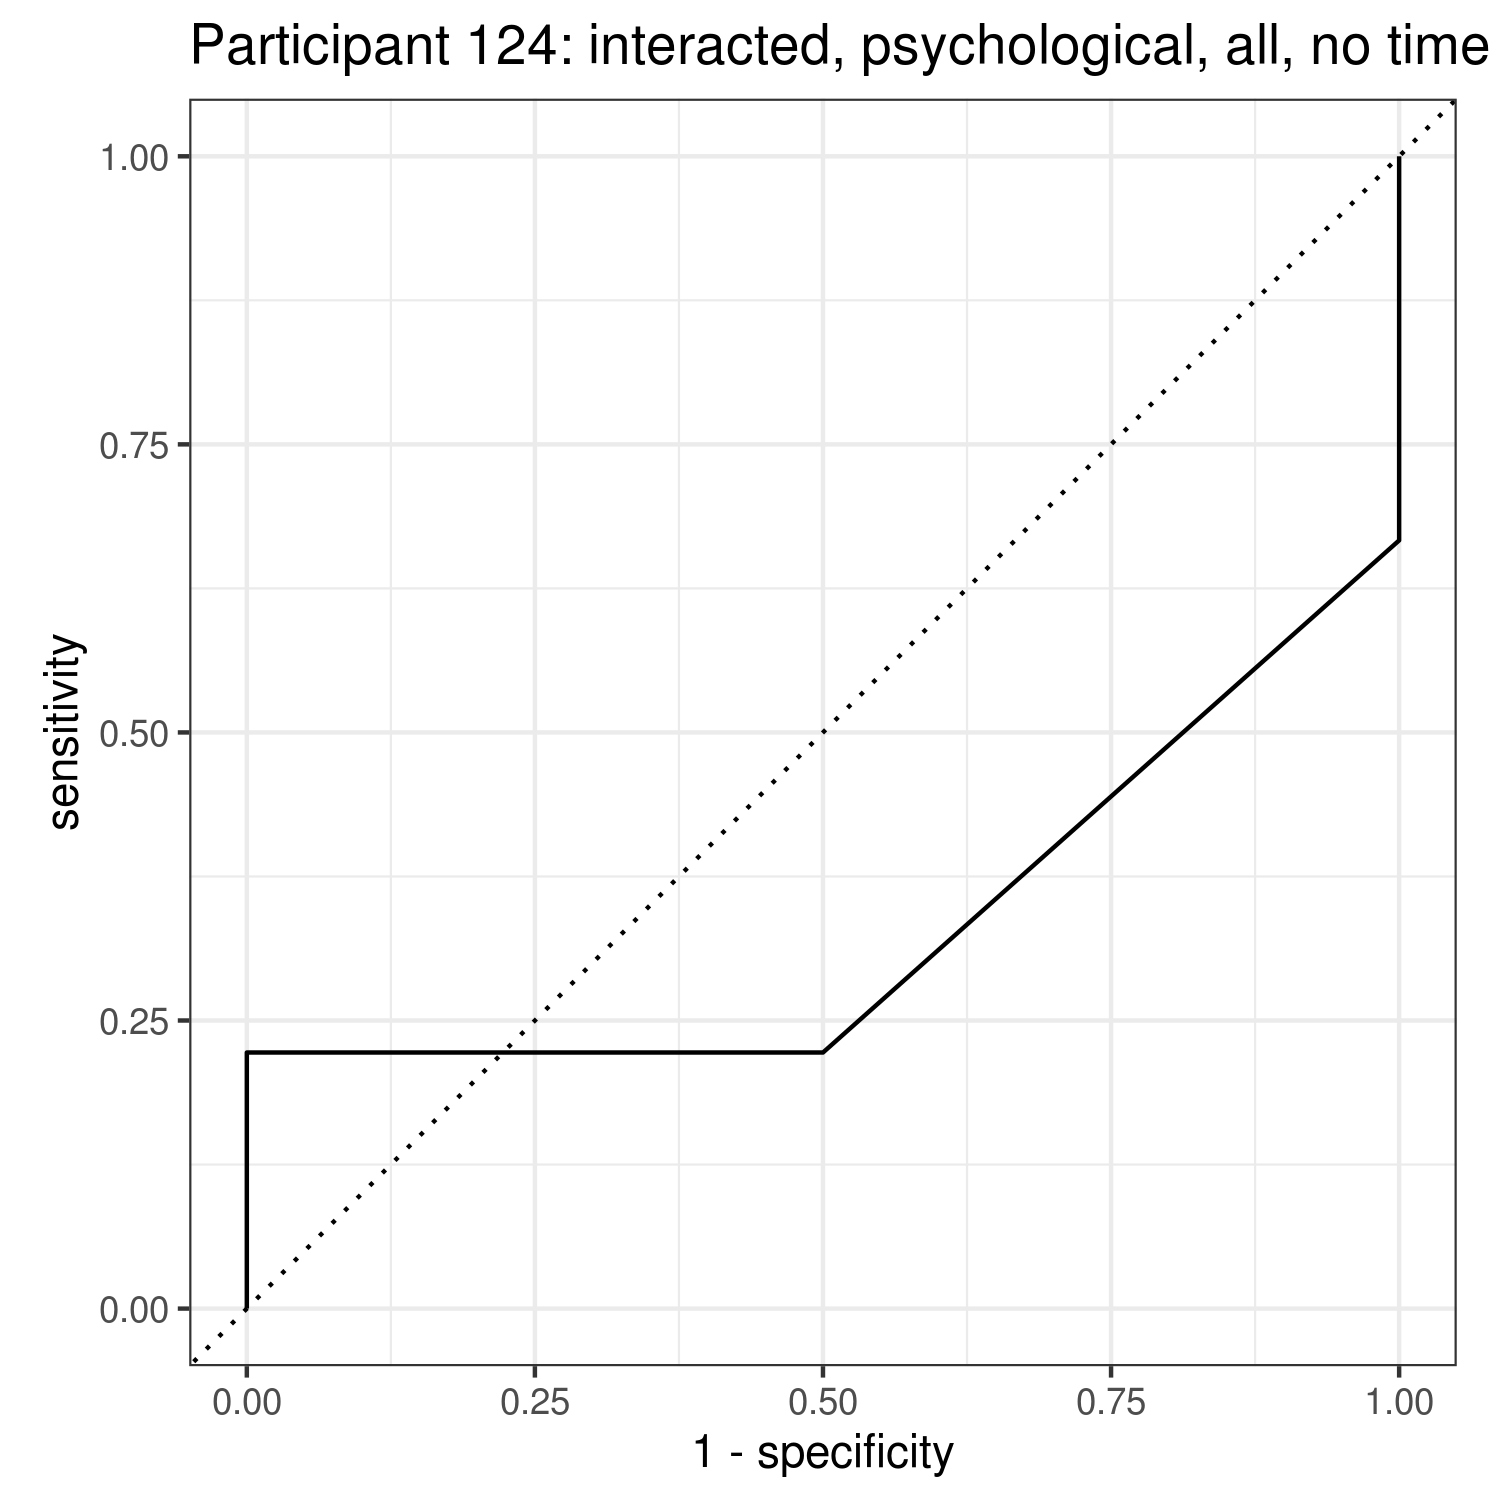 Participant 124: interacted, psychological, all, no time
1.00
0.75
0.50
0.25
0.00
sensitivity
0.00 0.25 0.50 0.75 1.00
1 - specificity